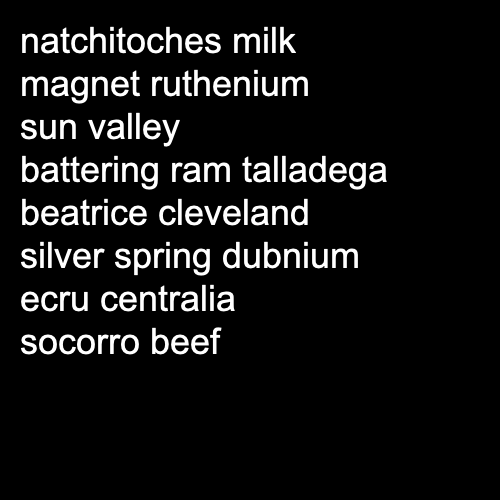 natchitoches milk
magnet ruthenium
sun valley
battering ram talladega
beatrice cleveland
silver spring dubnium
ecru centralia
socorro beef